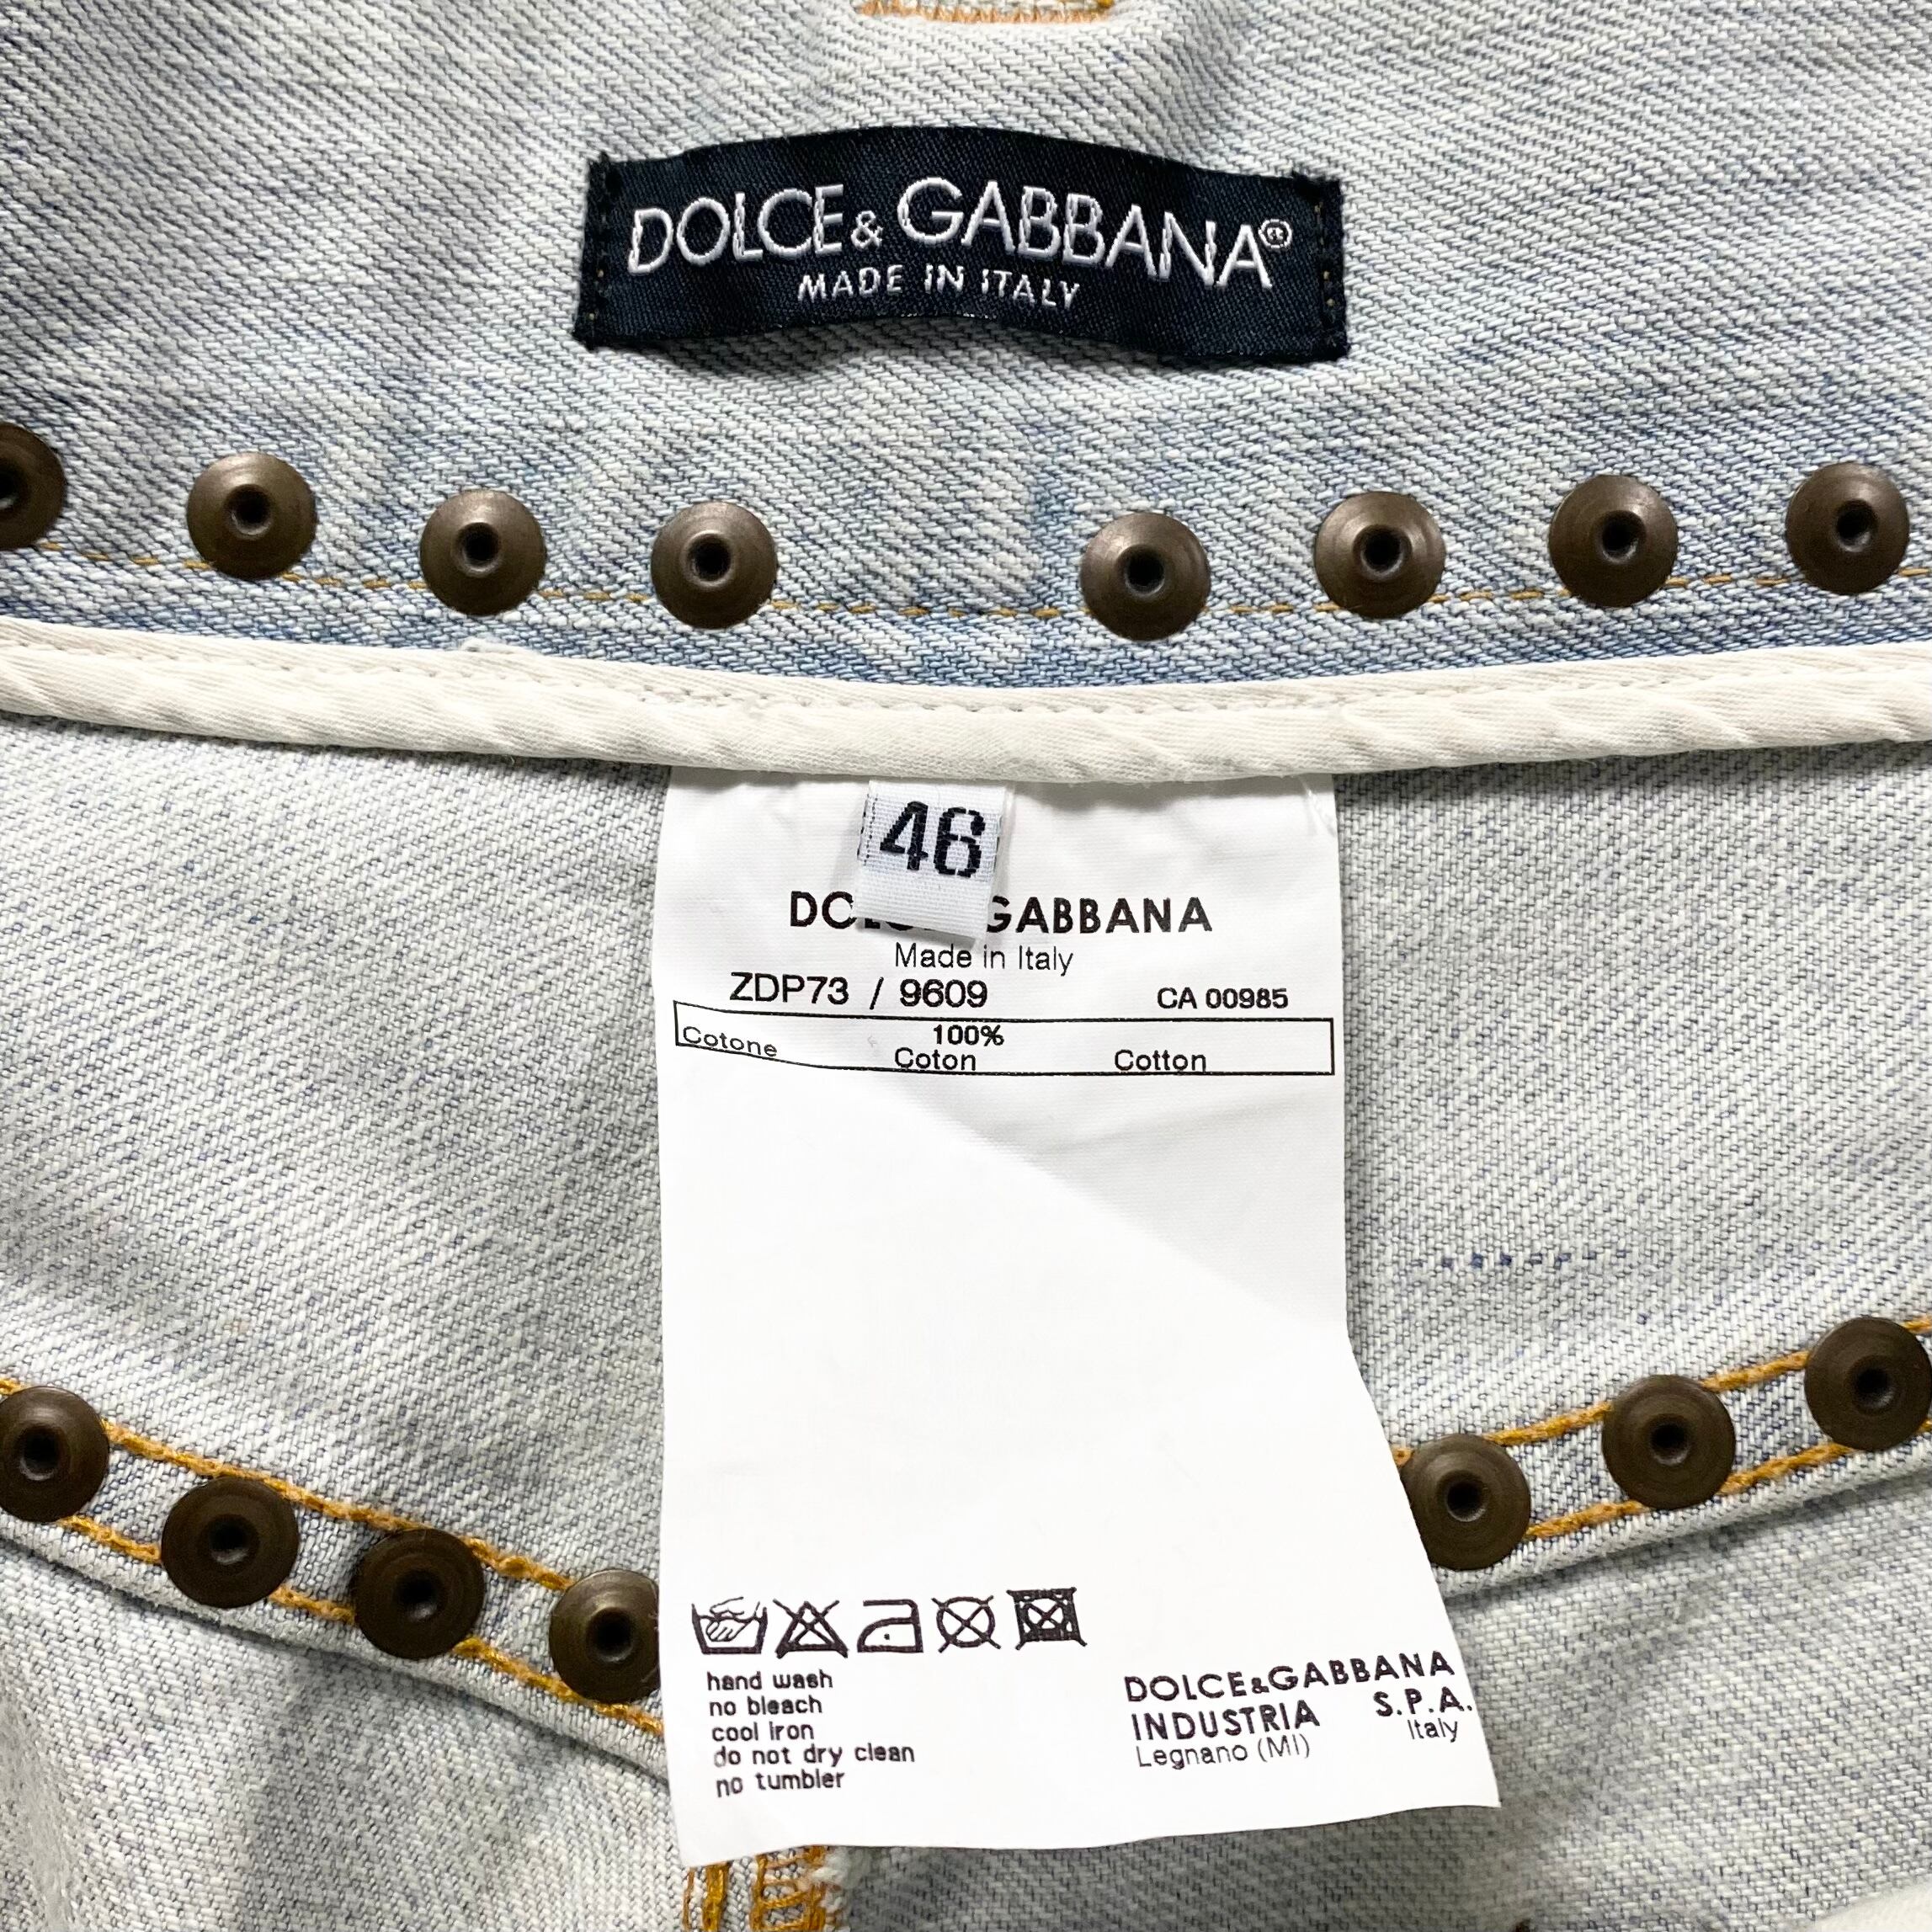 DOLCE & GABBANA®
MADE IN ITALY
46
GABBANA
Made in Italy
ZDP73 / 9609 CA 00985
100%
Cotone Coton Cotton
hand wash
no bleach
cool iron
do not dry clean
no tumbler
DOLCE&GABBANA
INDUSTRIA S.P.A.
Legnano (MI) Italy